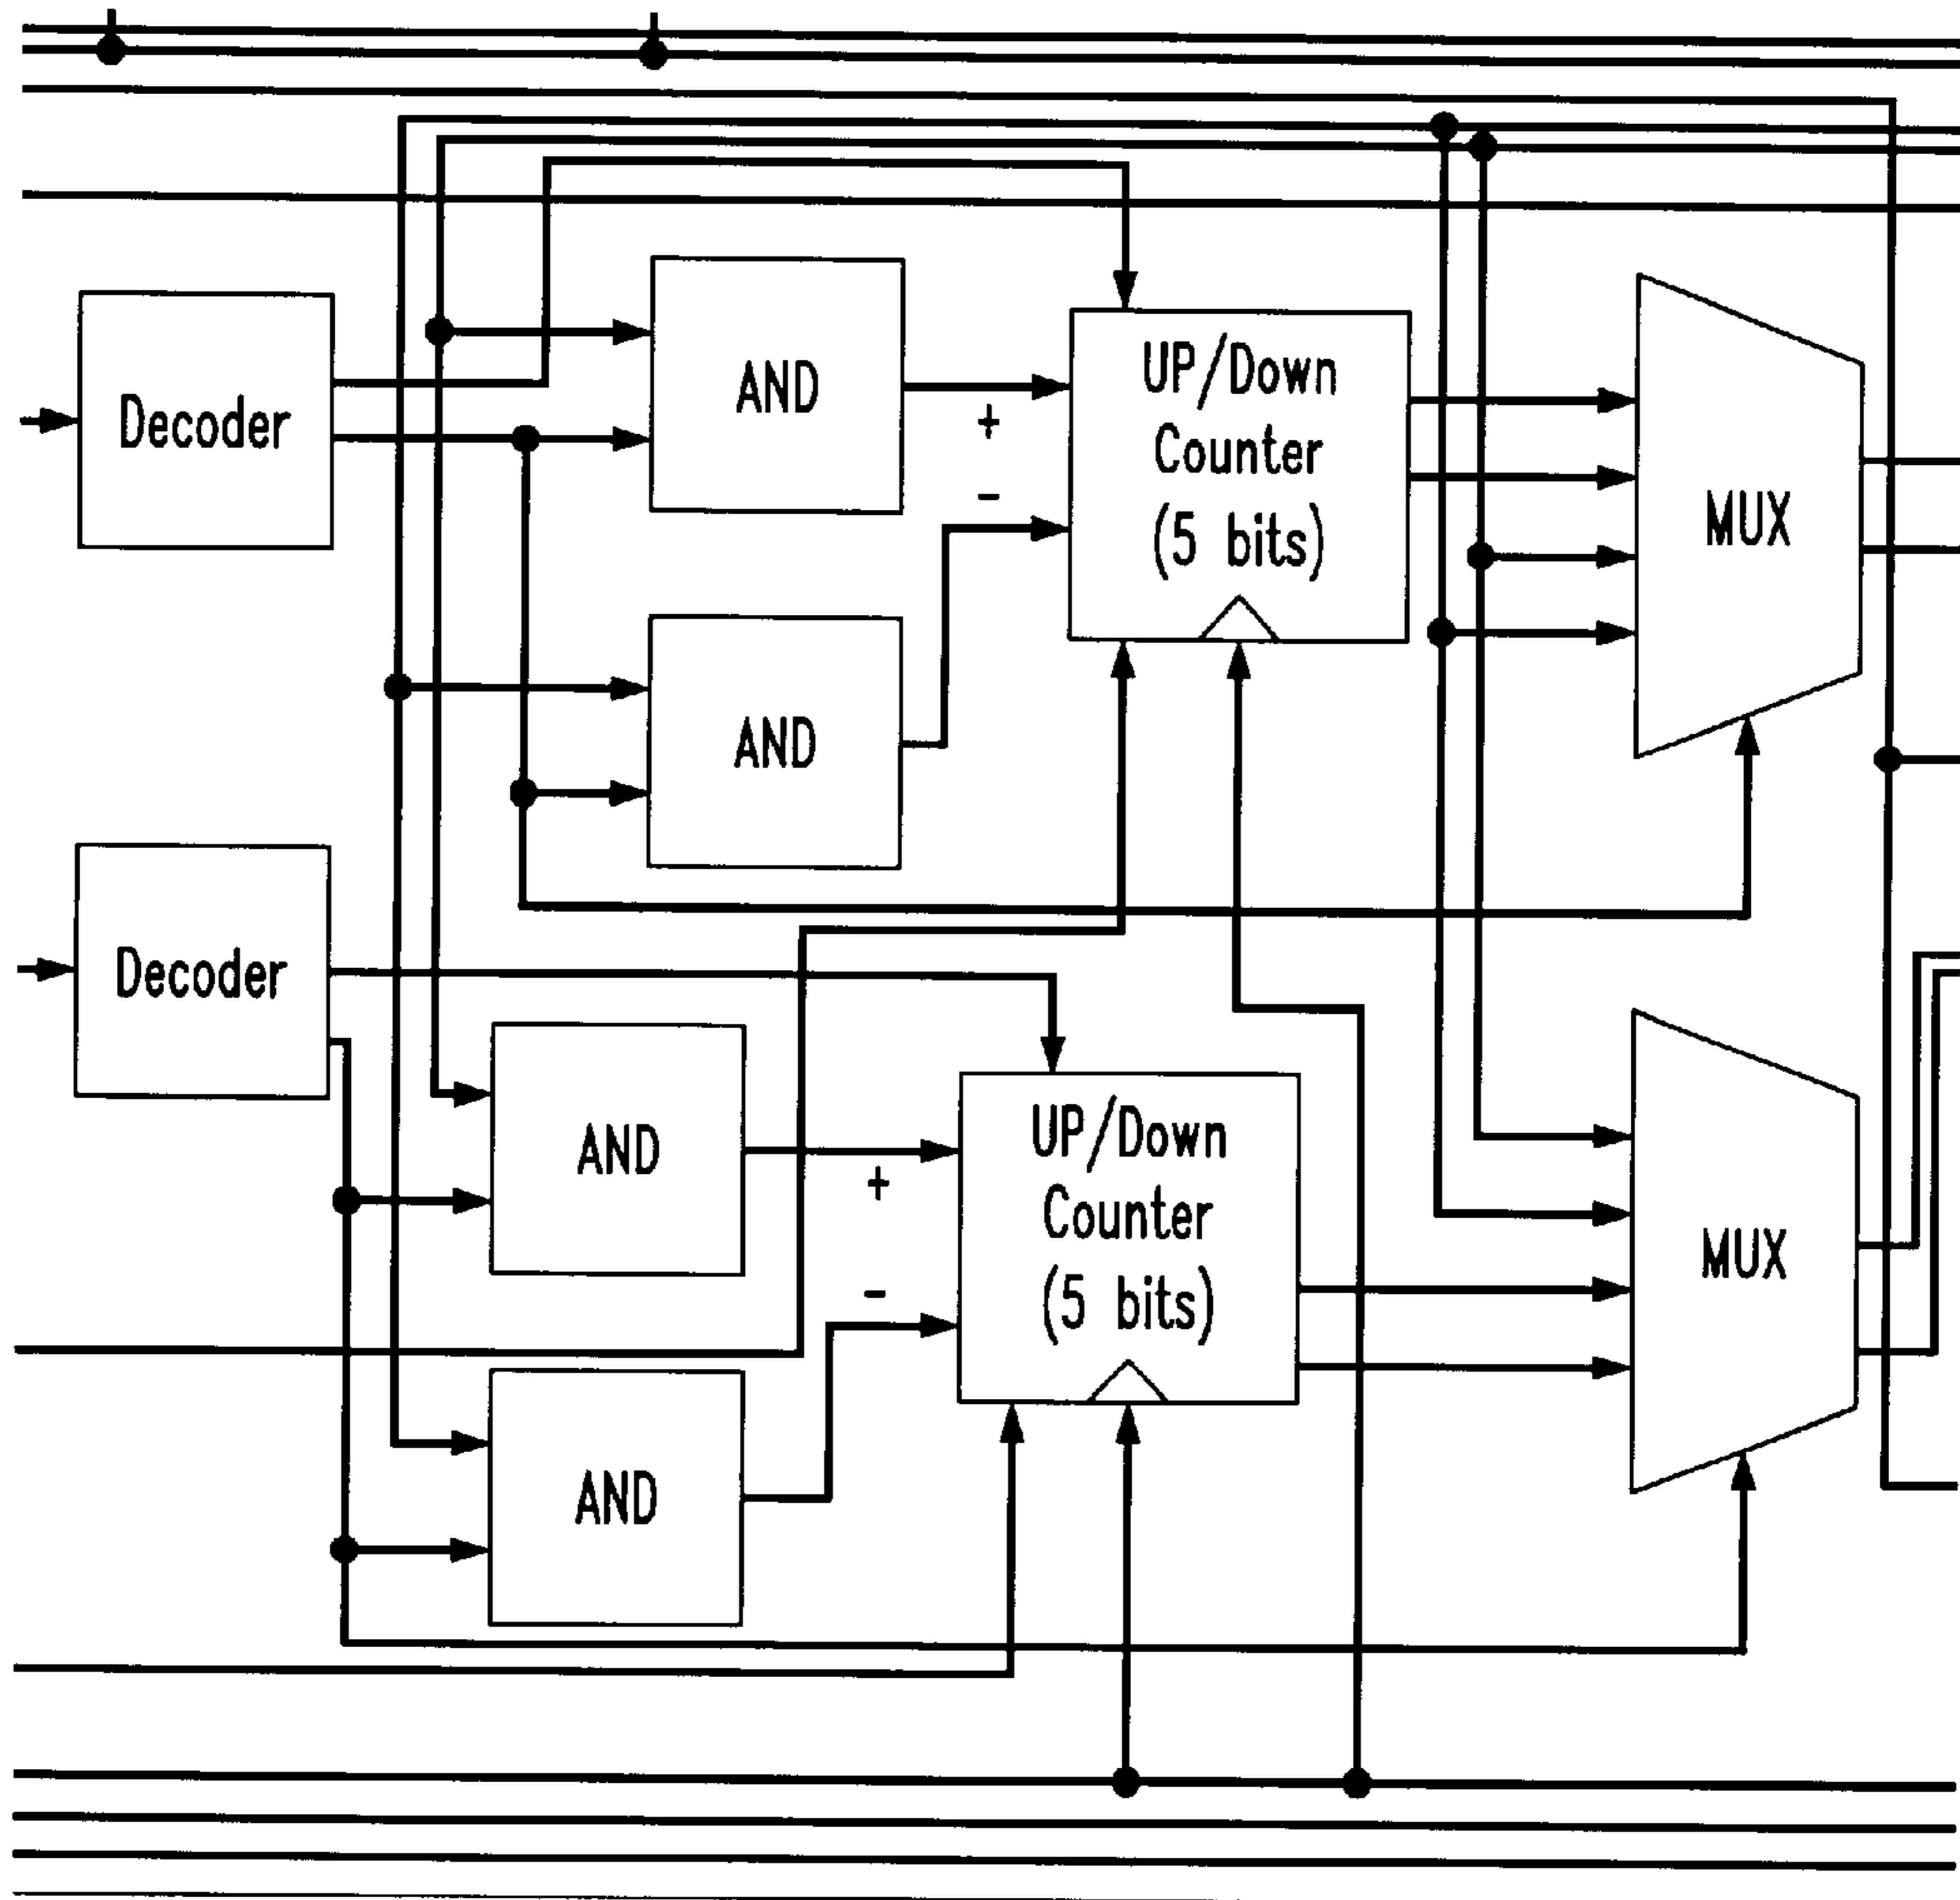 Decoder
AND
+
-
UP/Down
Counter
(5 bits)
MUX
AND
Decoder
AND
+
-
UP/Down
Counter
(5 bits)
MUX
AND